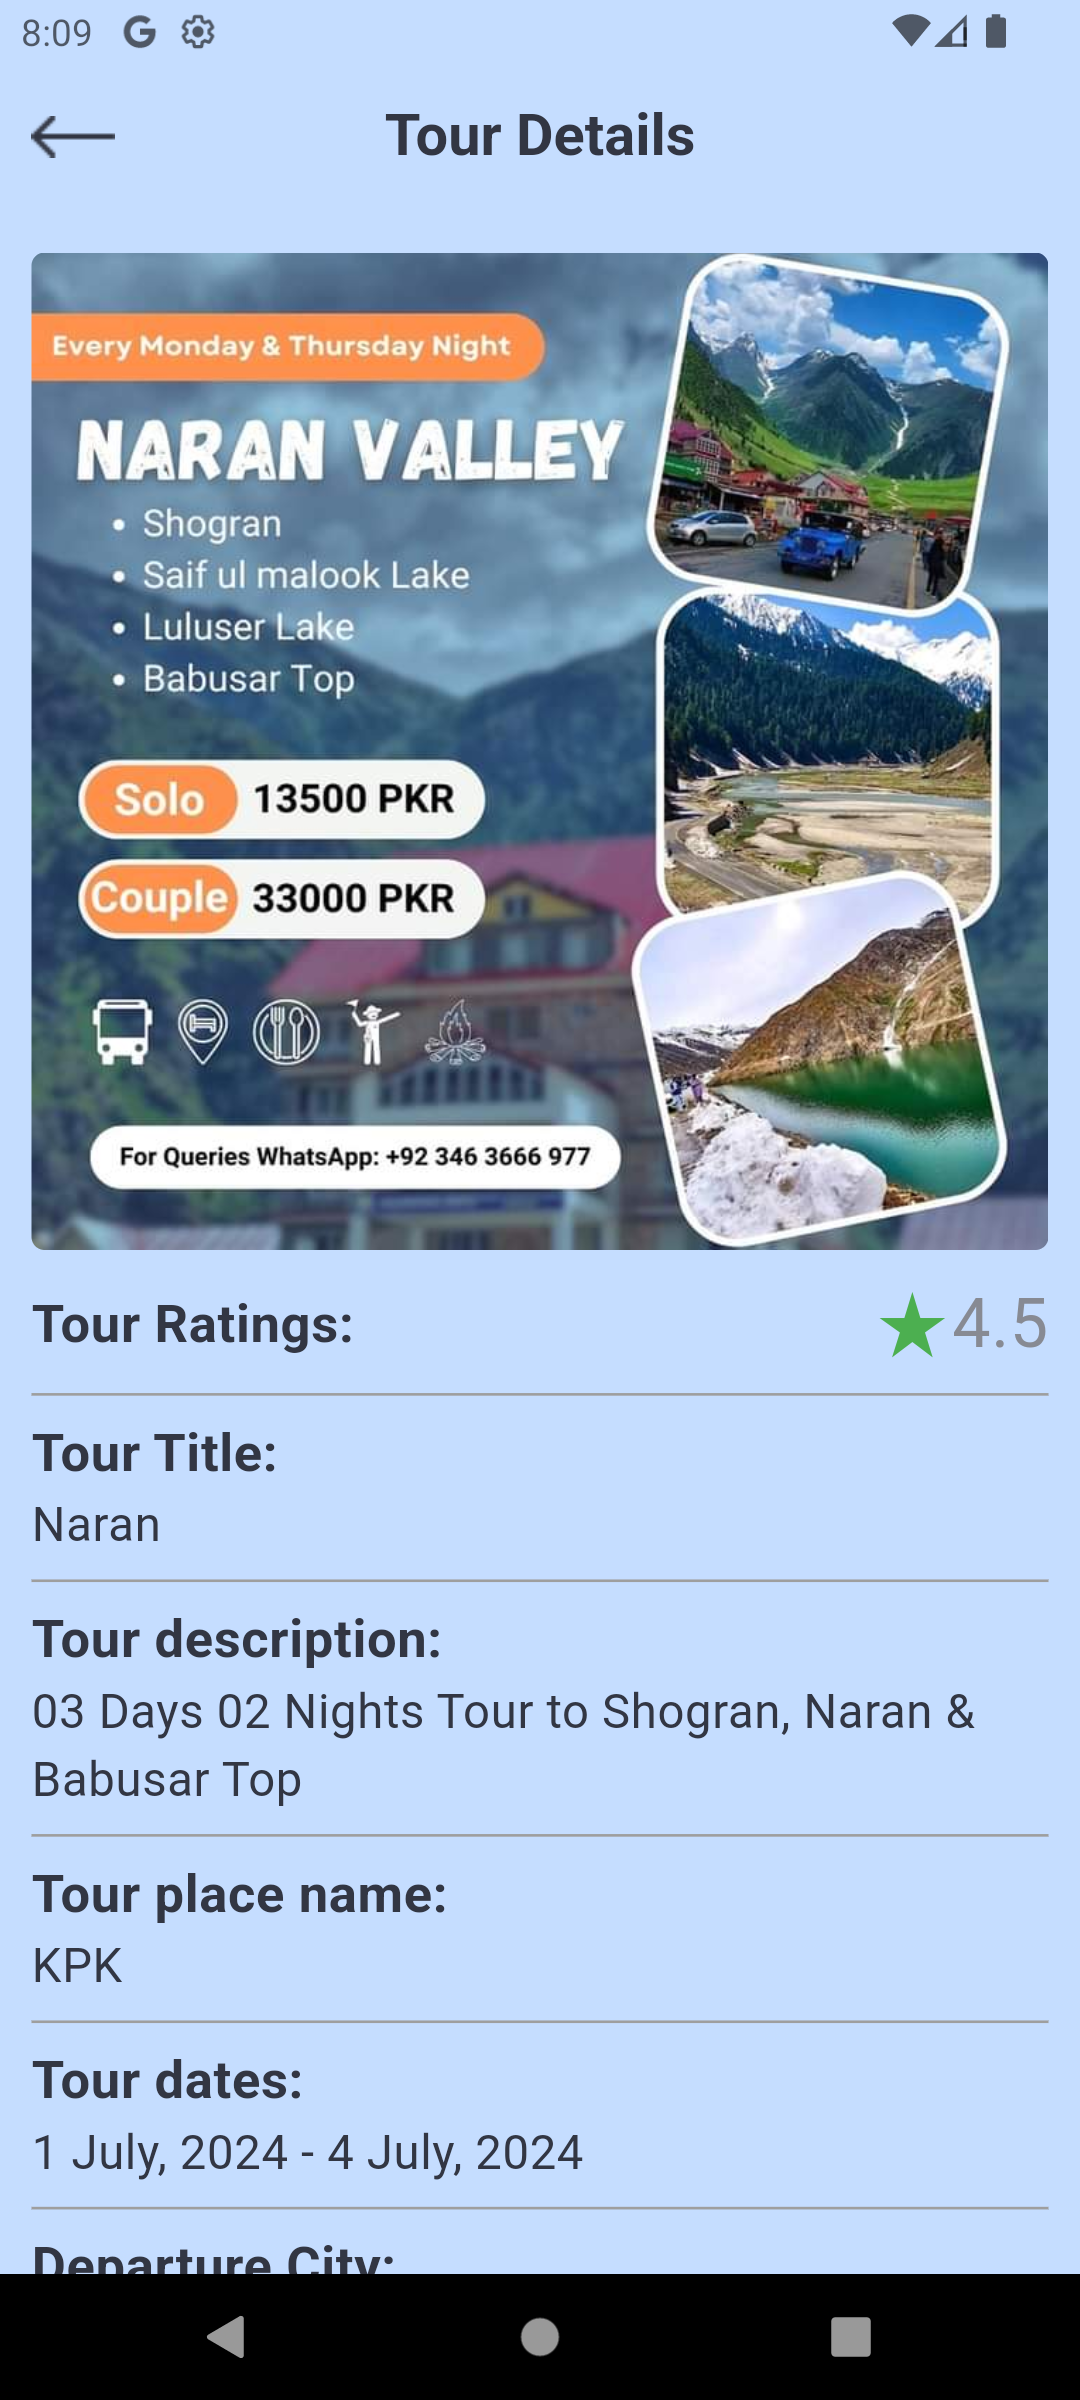 8:09
Tour Details
Every Monday & Thursday Night
NARAN VALLEY
• Shogran
• Saif ul malook Lake
• Luluser Lake
• Babusar Top
Solo 13500 PKR
Couple 33000 PKR
For Queries WhatsApp: +92 346 3666 977
Tour Ratings: 4.5
Tour Title:
Naran
Tour description:
03 Days 02 Nights Tour to Shogran, Naran &
Babusar Top
Tour place name:
KPK
Tour dates:
1 July, 2024 - 4 July, 2024
Departure City: